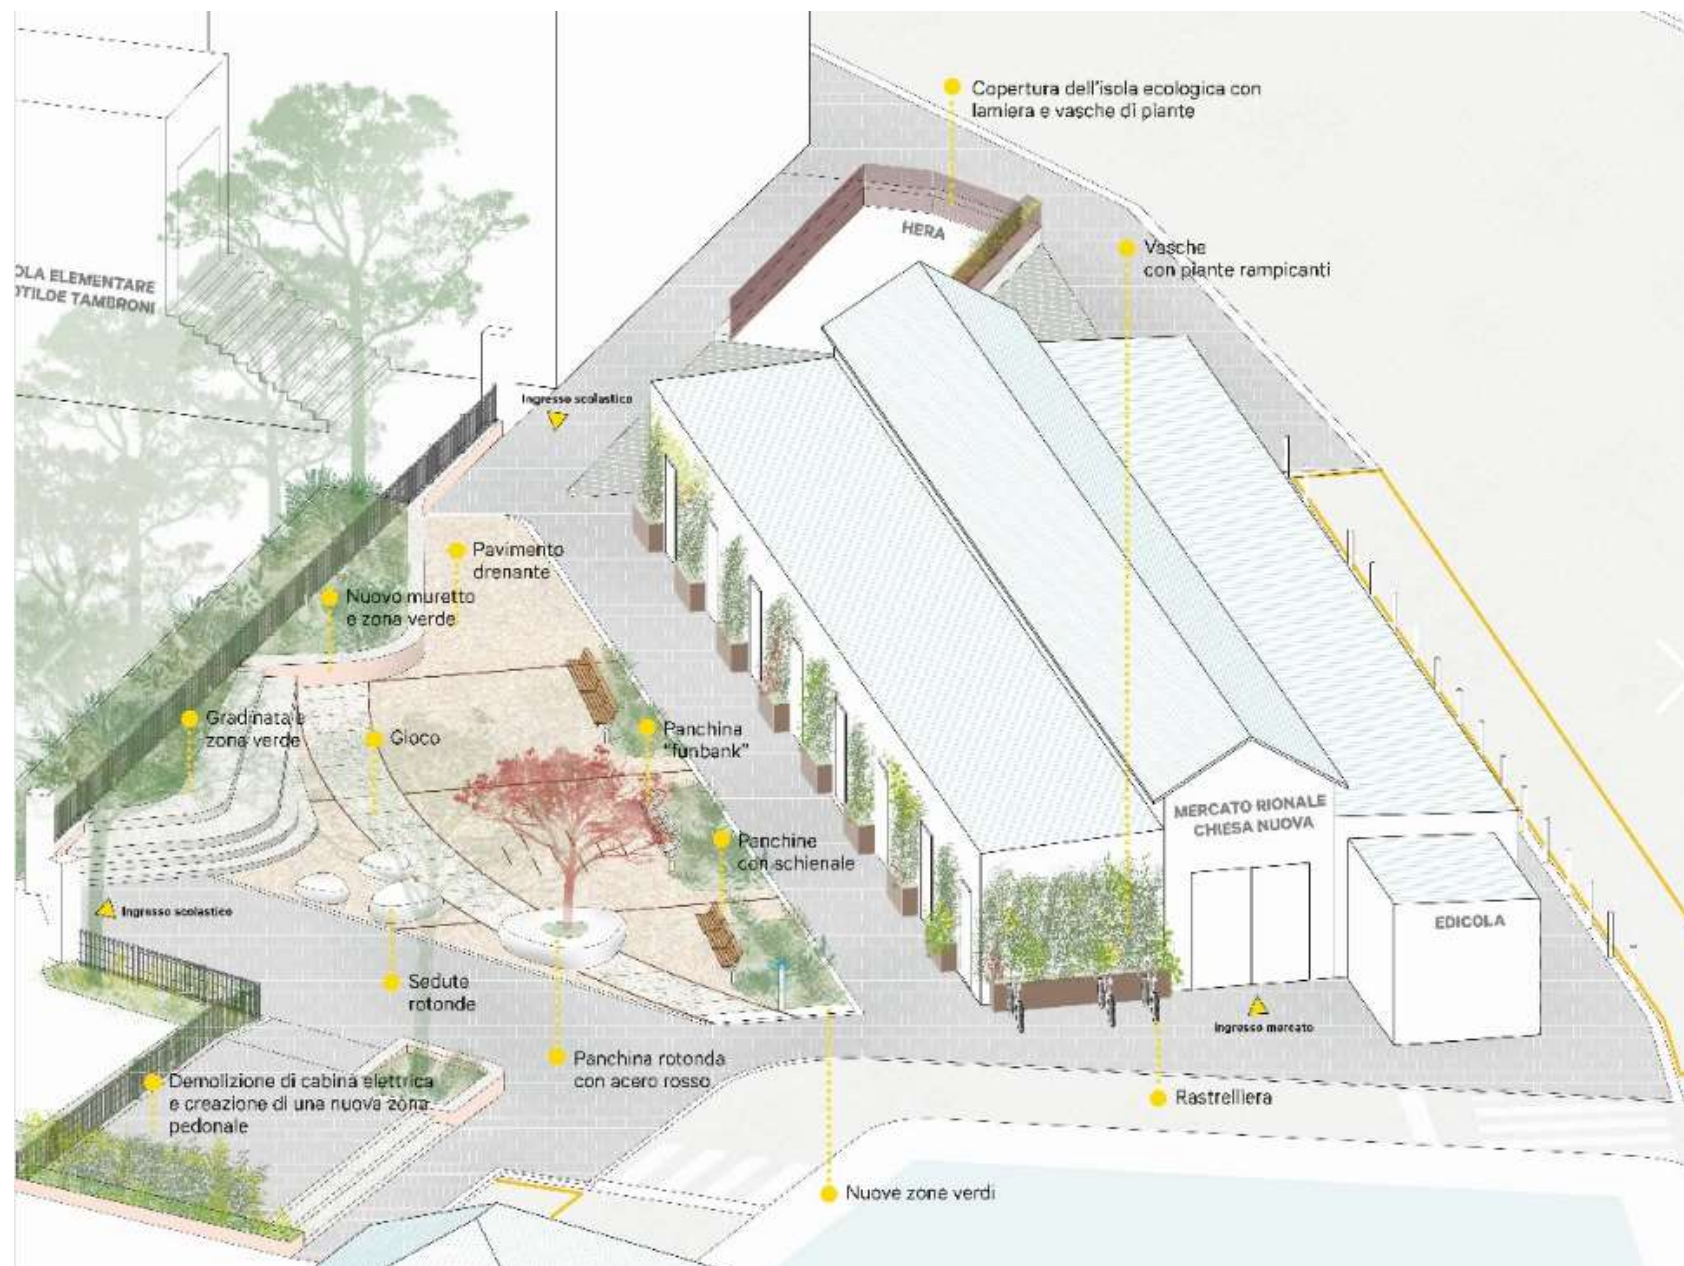 Copertura dell'isola ecologica con
lamiera e vasche di piante
HERA
Vasche
con piante rampicanti
OLA ELEMENTARE
OTILDE TAMBRONI
Ingresso scolastico
Pavimento
drenante
Nuovo muretto
e zona verde
Gradinata e
zona verde
Gioco
Panchina
"funbank"
Panchine
con schienale
MERCATO RIONALE
CHIESA NUOVA
EDICOLA
Ingresso scolastico
Sedute
rotonde
Ingresso mercato
Panchina rotonda
con acero rosso
Demolizione di cabina elettrica
e creazione di una nuova zona
pedonale
Rastrelliera
Nuove zone verdi